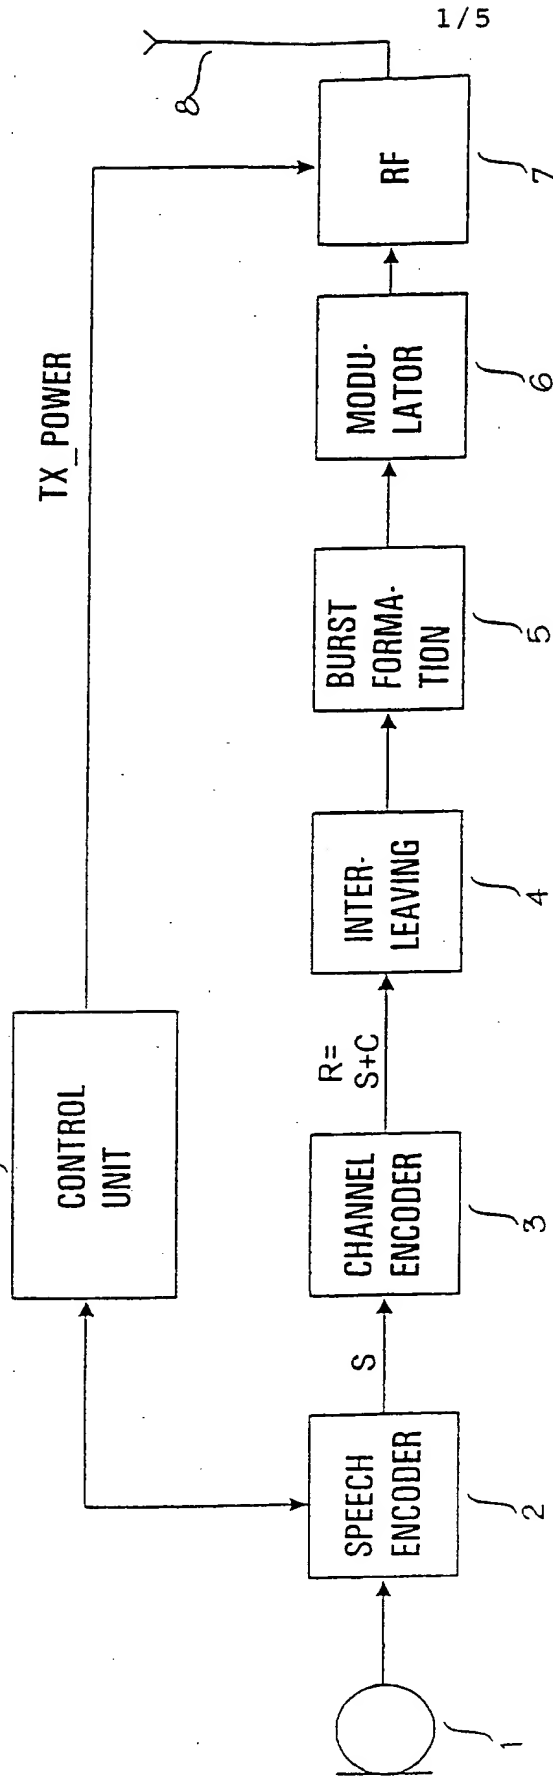 1/5
CONTROL
UNIT
TX_POWER
8
SPEECH
ENCODER
S
CHANNEL
ENCODER
R=
S+C
INTER-
LEAVING
BURST
FORMA-
TION
MODU-
LATOR
RF
1
2
3
4
5
6
7